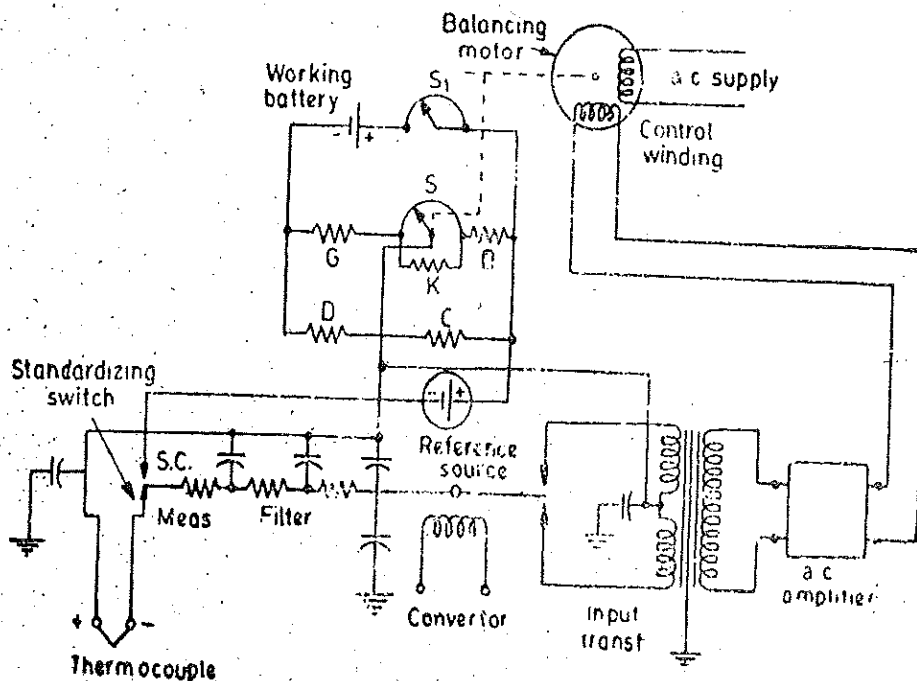 Balancing
motor
Working
battery
S1
a c supply
Control
winding
S
G
K
D
C
Standardizing
switch
Reference
source
S.C.
Meas
Filter
Convertor
Input
transf
a c
amplifier
+
-
Thermocouple